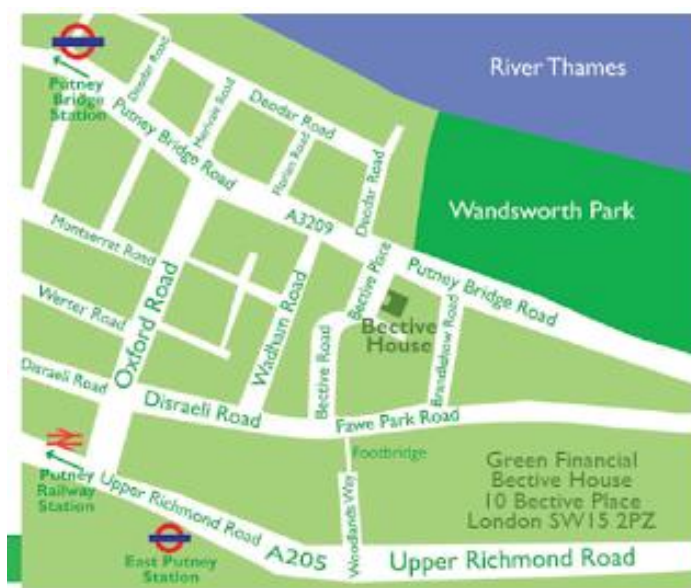 River Thames
Putney
Bridge
Station
Deodar Road
Merivale Road
Deodar Road
Putney Bridge Road
Florian Road
A3209
Deodar Road
Wandsworth Park
Montserrat Road
Oxford Road
Bective Place
Putney Bridge Road
Werter Road
Wadham Road
Bective
House
Brandlehow Road
Bective Road
Disraeli Road
Disraeli Road
Fawe Park Road
Footbridge
Putney
Railway
Station
Upper Richmond Road
Woodlands Way
Green Financial
Bective House
10 Bective Place
London SW15 2PZ
East Putney
Station
A205
Upper Richmond Road